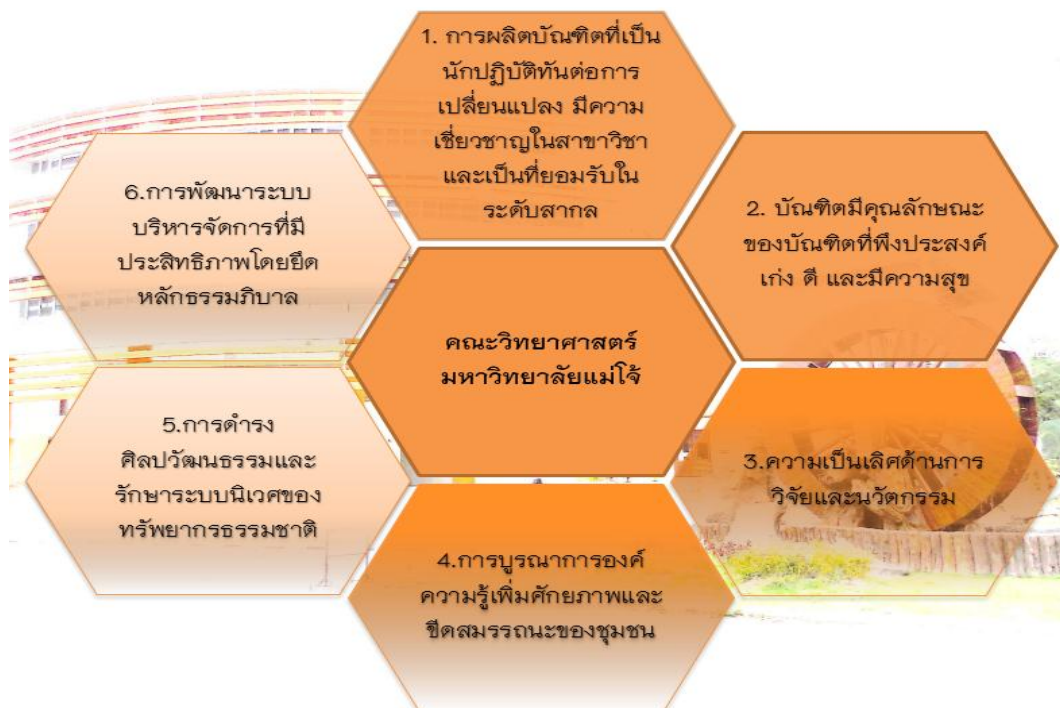 1. การผลิตบัณฑิตที่เป็น
นักปฏิบัติทันต่อการ
เปลี่ยนแปลง มีความ
เชี่ยวชาญในสาขาวิชา
และเป็นที่ยอมรับใน
ระดับสากล
2. บัณฑิตมีคุณลักษณะ
ของบัณฑิตที่พึงประสงค์
เก่ง ดี และมีความสุข
3.ความเป็นเลิศด้านการ
วิจัยและนวัตกรรม
4.การบูรณาการองค์
ความรู้เพิ่มศักยภาพและ
ขีดสมรรถนะของชุมชน
5.การดำรง
ศิลปวัฒนธรรมและ
รักษาระบบนิเวศของ
ทรัพยากรธรรมชาติ
6.การพัฒนาระบบ
บริหารจัดการที่มี
ประสิทธิภาพโดยยึด
หลักธรรมภิบาล
คณะวิทยาศาสตร์
มหาวิทยาลัยแม่โจ้